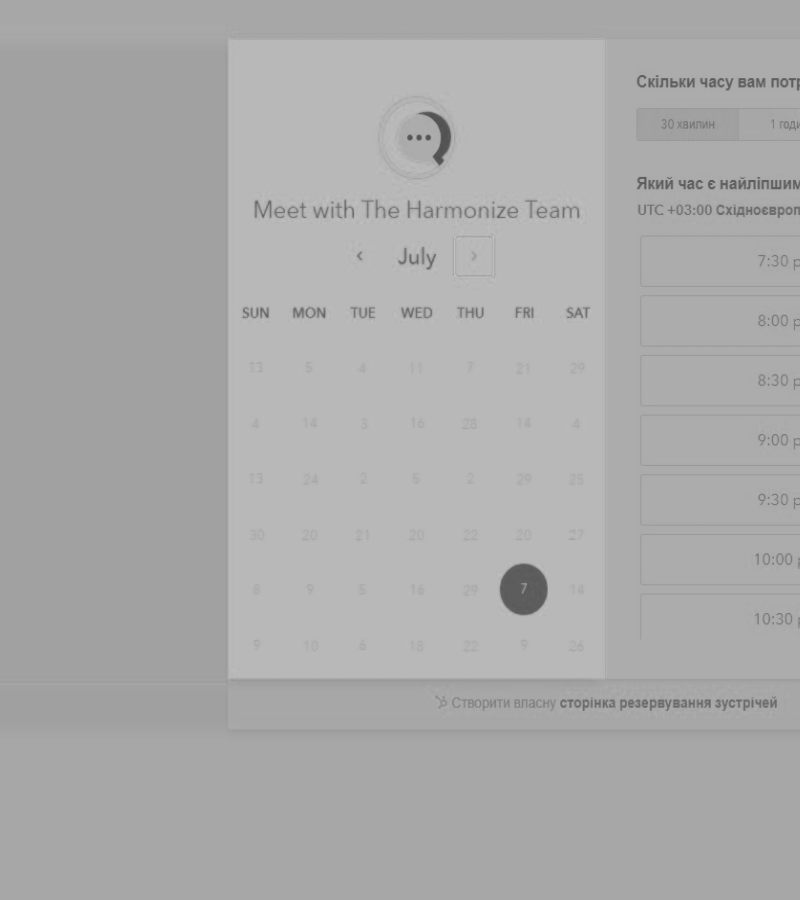 Meet with The Harmonize Team
July
SUN MON TUE WED THU FRI SAT
13 5 4 11 7 21 29
4 14 3 16 28 14 4
13 24 2 2 29
30 20 21 20 22 20 27
8 9 5 16 29 7 14
9 10 6 18 22 9 26
Скільки часу вам потр
30 хвилин 1 годи
Який час є найліпшим
UTC +03:00 Східноєвроп
7:30 p
8:00 p
8:30 p
9:00 p
9:30 p
10:00 p
10:30 p
Створити власну сторінка резервування зустрічей